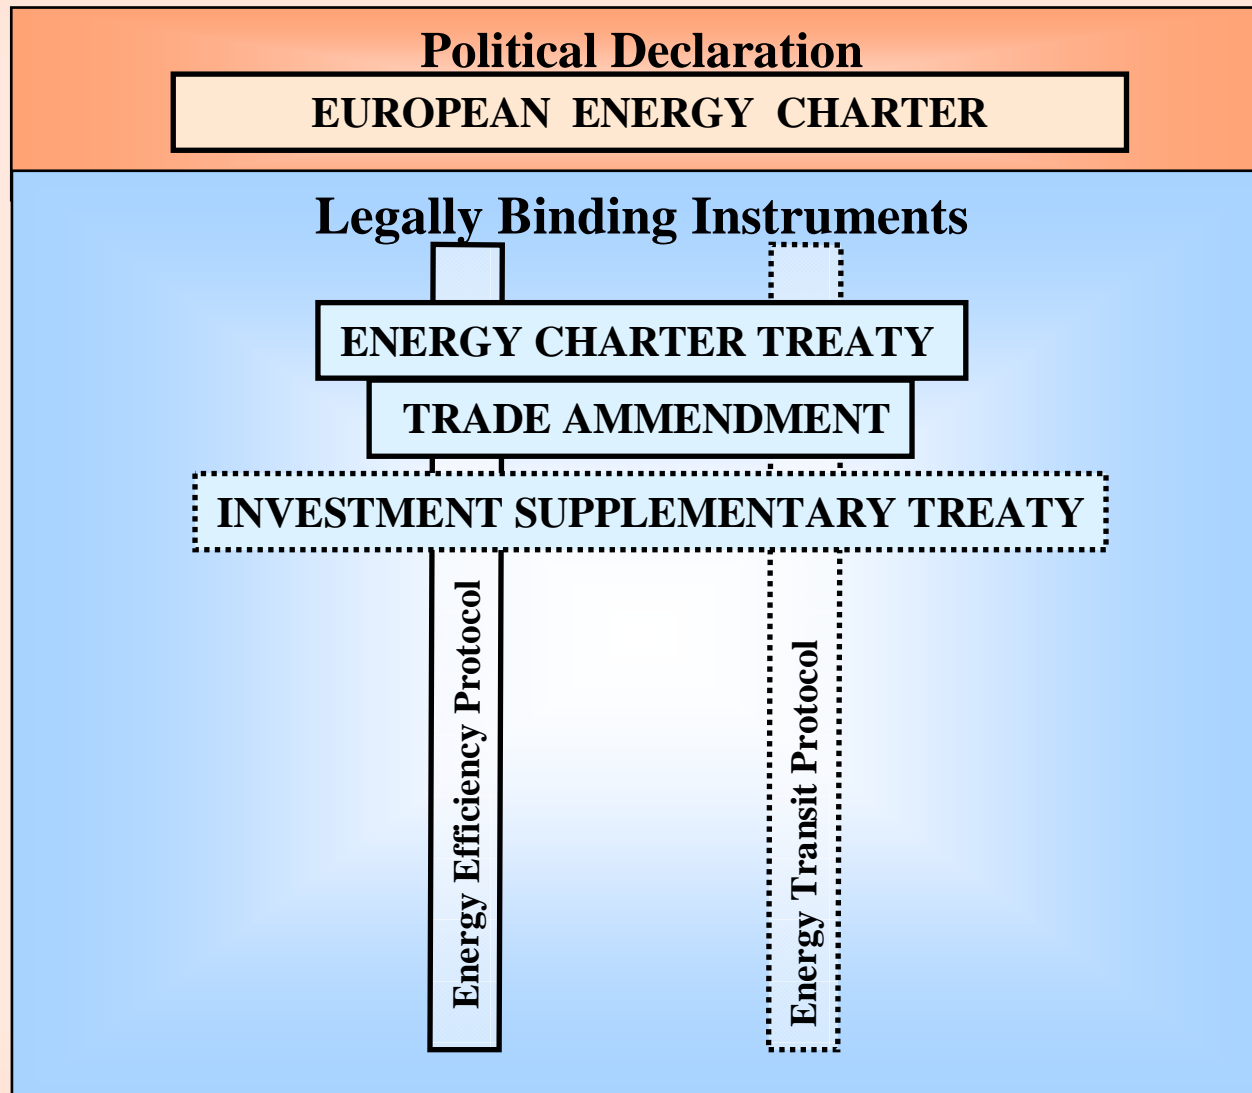 Political Declaration
EUROPEAN ENERGY CHARTER
Legally Binding Instruments
ENERGY CHARTER TREATY
TRADE AMMENDMENT
INVESTMENT SUPPLEMENTARY TREATY
Energy Efficiency Protocol
Energy Transit Protocol